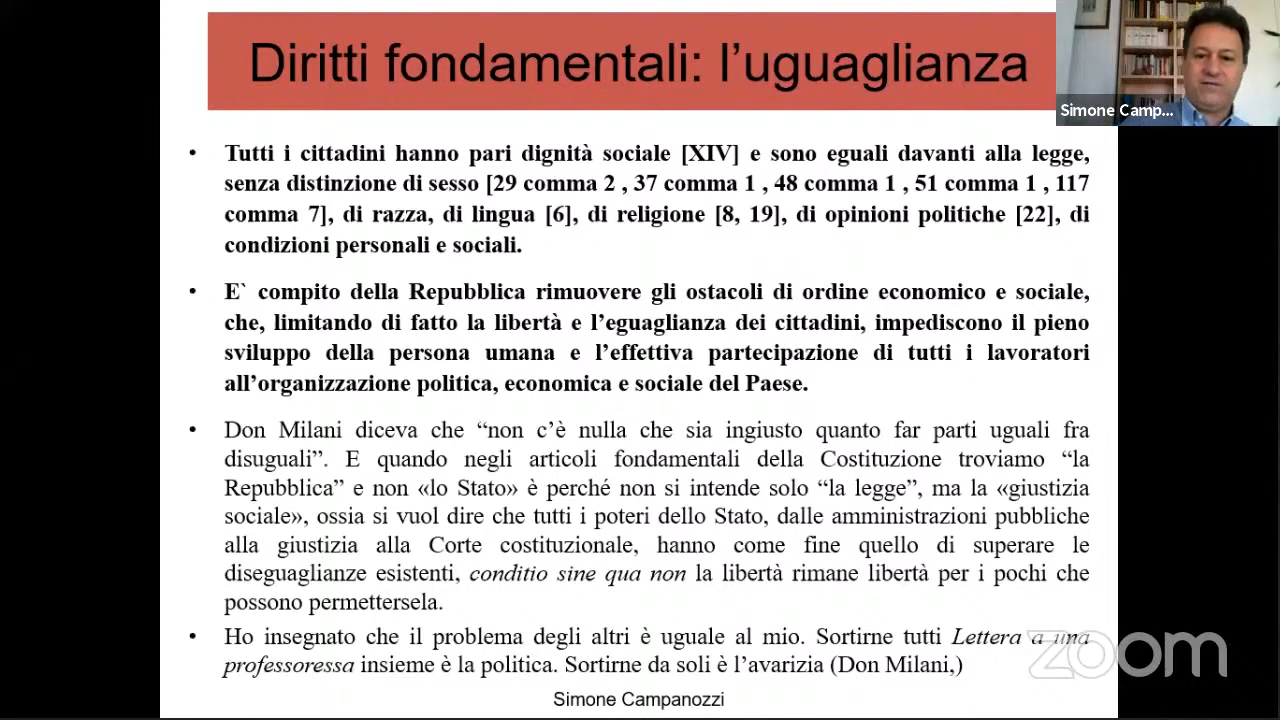 Diritti fondamentali: l’uguaglianza
Simone Camp...
• Tutti i cittadini hanno pari dignità sociale [XIV] e sono eguali davanti alla legge,
senza distinzione di sesso [29 comma 2 , 37 comma 1 , 48 comma 1 , 51 comma 1 , 117
comma 7], di razza, di lingua [6], di religione [8, 19], di opinioni politiche [22], di
condizioni personali e sociali.
• E` compito della Repubblica rimuovere gli ostacoli di ordine economico e sociale,
che, limitando di fatto la libertà e l’eguaglianza dei cittadini, impediscono il pieno
sviluppo della persona umana e l’effettiva partecipazione di tutti i lavoratori
all’organizzazione politica, economica e sociale del Paese.
• Don Milani diceva che “non c’è nulla che sia ingiusto quanto far parti uguali fra
disuguali”. E quando negli articoli fondamentali della Costituzione troviamo “la
Repubblica” e non «lo Stato» è perché non si intende solo “la legge”, ma la «giustizia
sociale», ossia si vuol dire che tutti i poteri dello Stato, dalle amministrazioni pubbliche
alla giustizia alla Corte costituzionale, hanno come fine quello di superare le
diseguaglianze esistenti, conditio sine qua non la libertà rimane libertà per i pochi che
possono permettersela.
• Ho insegnato che il problema degli altri è uguale al mio. Sortirne tutti Lettera a una
professoressa insieme è la politica. Sortirne da soli è l’avarizia (Don Milani,)
zoom
Simone Campanozzi